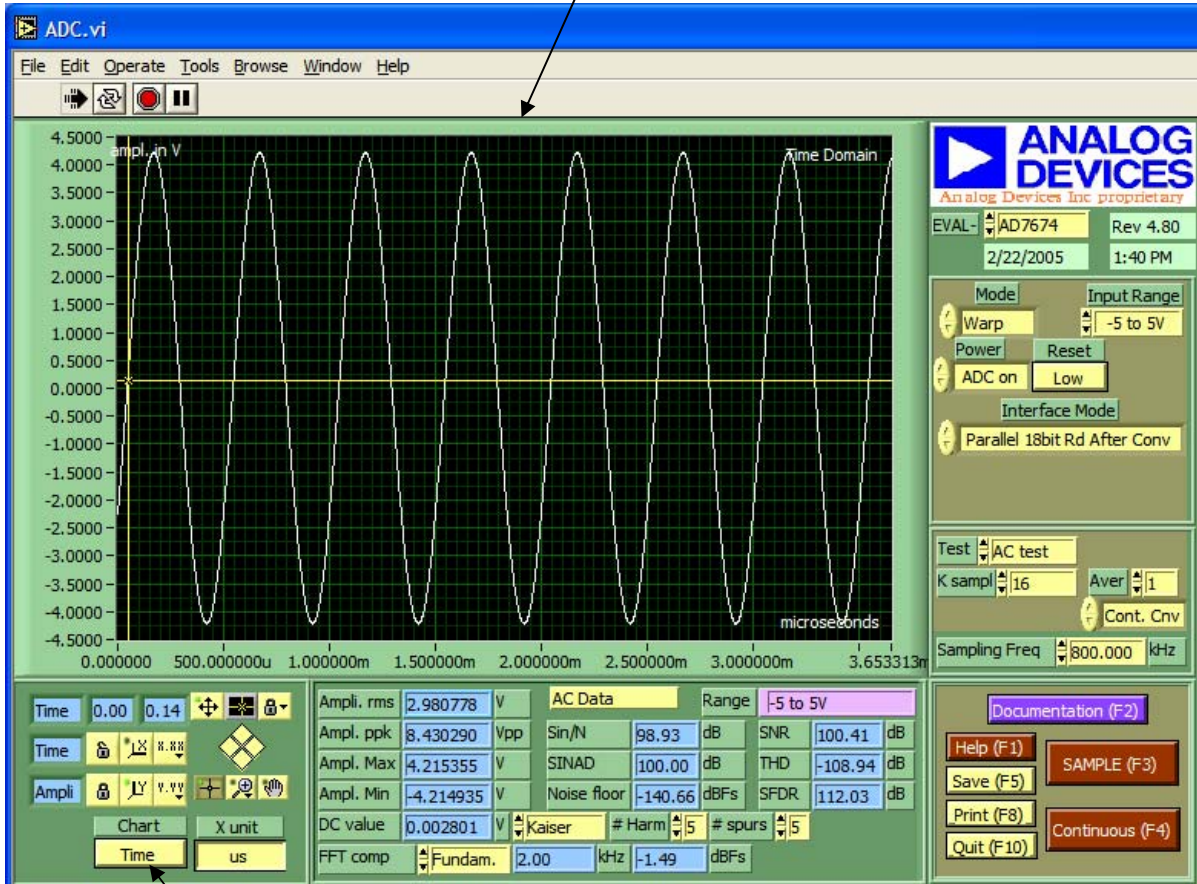 ADC.vi
File Edit Operate Tools Browse Window Help
4.5000
4.0000
3.5000
3.0000
2.5000
2.0000
1.5000
1.0000
0.5000
0.0000
-0.5000
-1.0000
-1.5000
-2.0000
-2.5000
-3.0000
-3.5000
-4.0000
-4.5000
ampl. in V
Time Domain
microseconds
0.000000 500.000000u 1.000000m 1.500000m 2.000000m 2.500000m 3.000000m 3.653313m
ANALOG
DEVICES
Analog Devices Inc proprietary
EVAL- AD7674 Rev 4.80
2/22/2005 1:40 PM
Mode Input Range
Warp -5 to 5V
Power Reset
ADC on Low
Interface Mode
Parallel 18bit Rd After Conv
Test AC test
K sampl 16 Aver 1
Cont. Cnv
Sampling Freq 800.000 kHz
Time 0.00 0.14
Time X X.XX
Ampli Y Y.YY
Chart X unit
Time us
Ampli. rms 2.980778 V AC Data Range -5 to 5V
Ampl. ppk 8.430290 Vpp Sin/N 98.93 dB SNR 100.41 dB
Ampl. Max 4.215355 V SINAD 100.00 dB THD -108.94 dB
Ampl. Min -4.214935 V Noise floor -140.66 dBFs SFDR 112.03 dB
DC value 0.002801 V Kaiser # Harm 5 # spurs 5
FFT comp Fundam. 2.00 kHz -1.49 dBFs
Documentation (F2)
Help (F1)
Save (F5)
Print (F8)
Quit (F10)
SAMPLE (F3)
Continuous (F4)